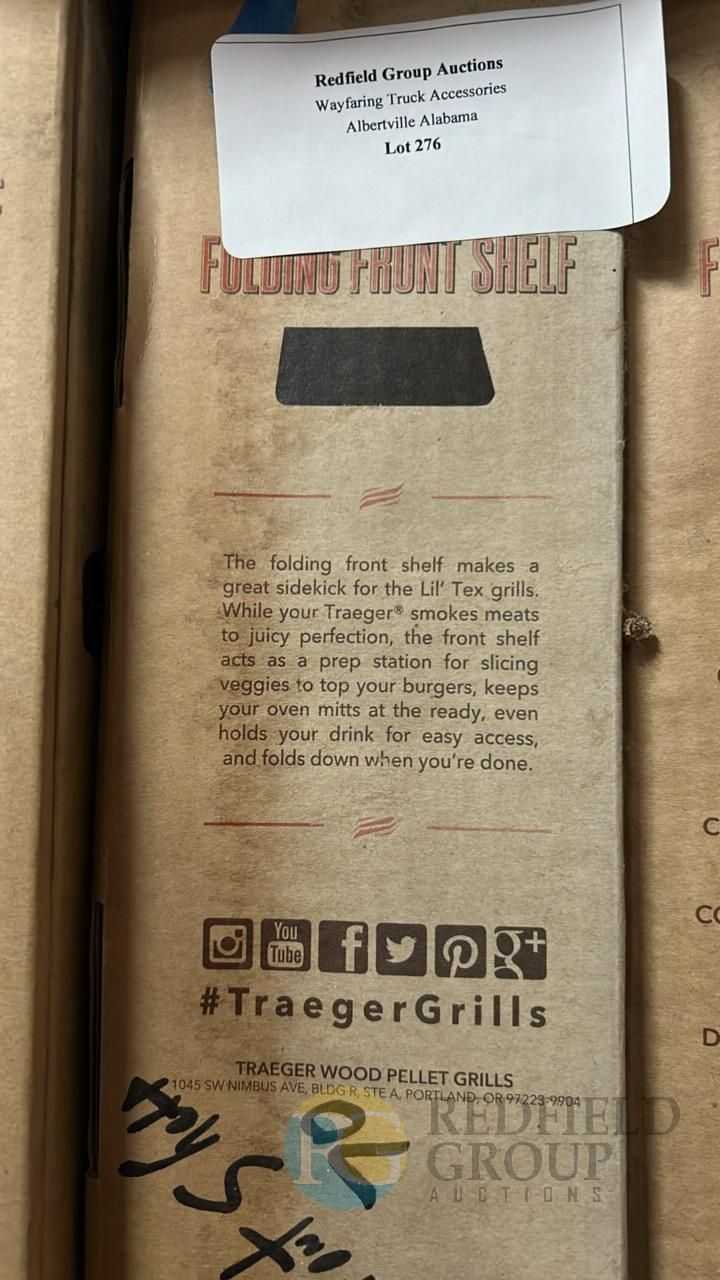 Redfield Group Auctions
Wayfaring Truck Accessories
Albertville Alabama
Lot 276
FOLDING FRONT SHELF
The folding front shelf makes a
great sidekick for the Lil’ Tex grills.
While your Traeger® smokes meats
to juicy perfection, the front shelf
acts as a prep station for slicing
veggies to top your burgers, keeps
your oven mitts at the ready, even
holds your drink for easy access,
and folds down when you’re done.
You
Tube
f
g+
#TraegerGrills
TRAEGER WOOD PELLET GRILLS
1045 SW NIMBUS AVE, BLDG R, STE A, PORTLAND, OR 97223-9904
REDFIELD
GROUP
AUCTIONS